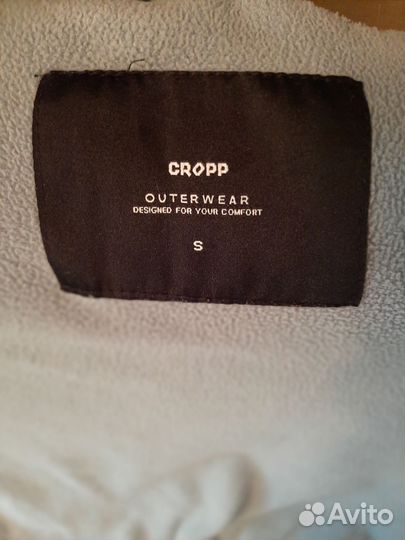 CROPP
OUTERWEAR
DESIGNED FOR YOUR COMFORT
S
Avito